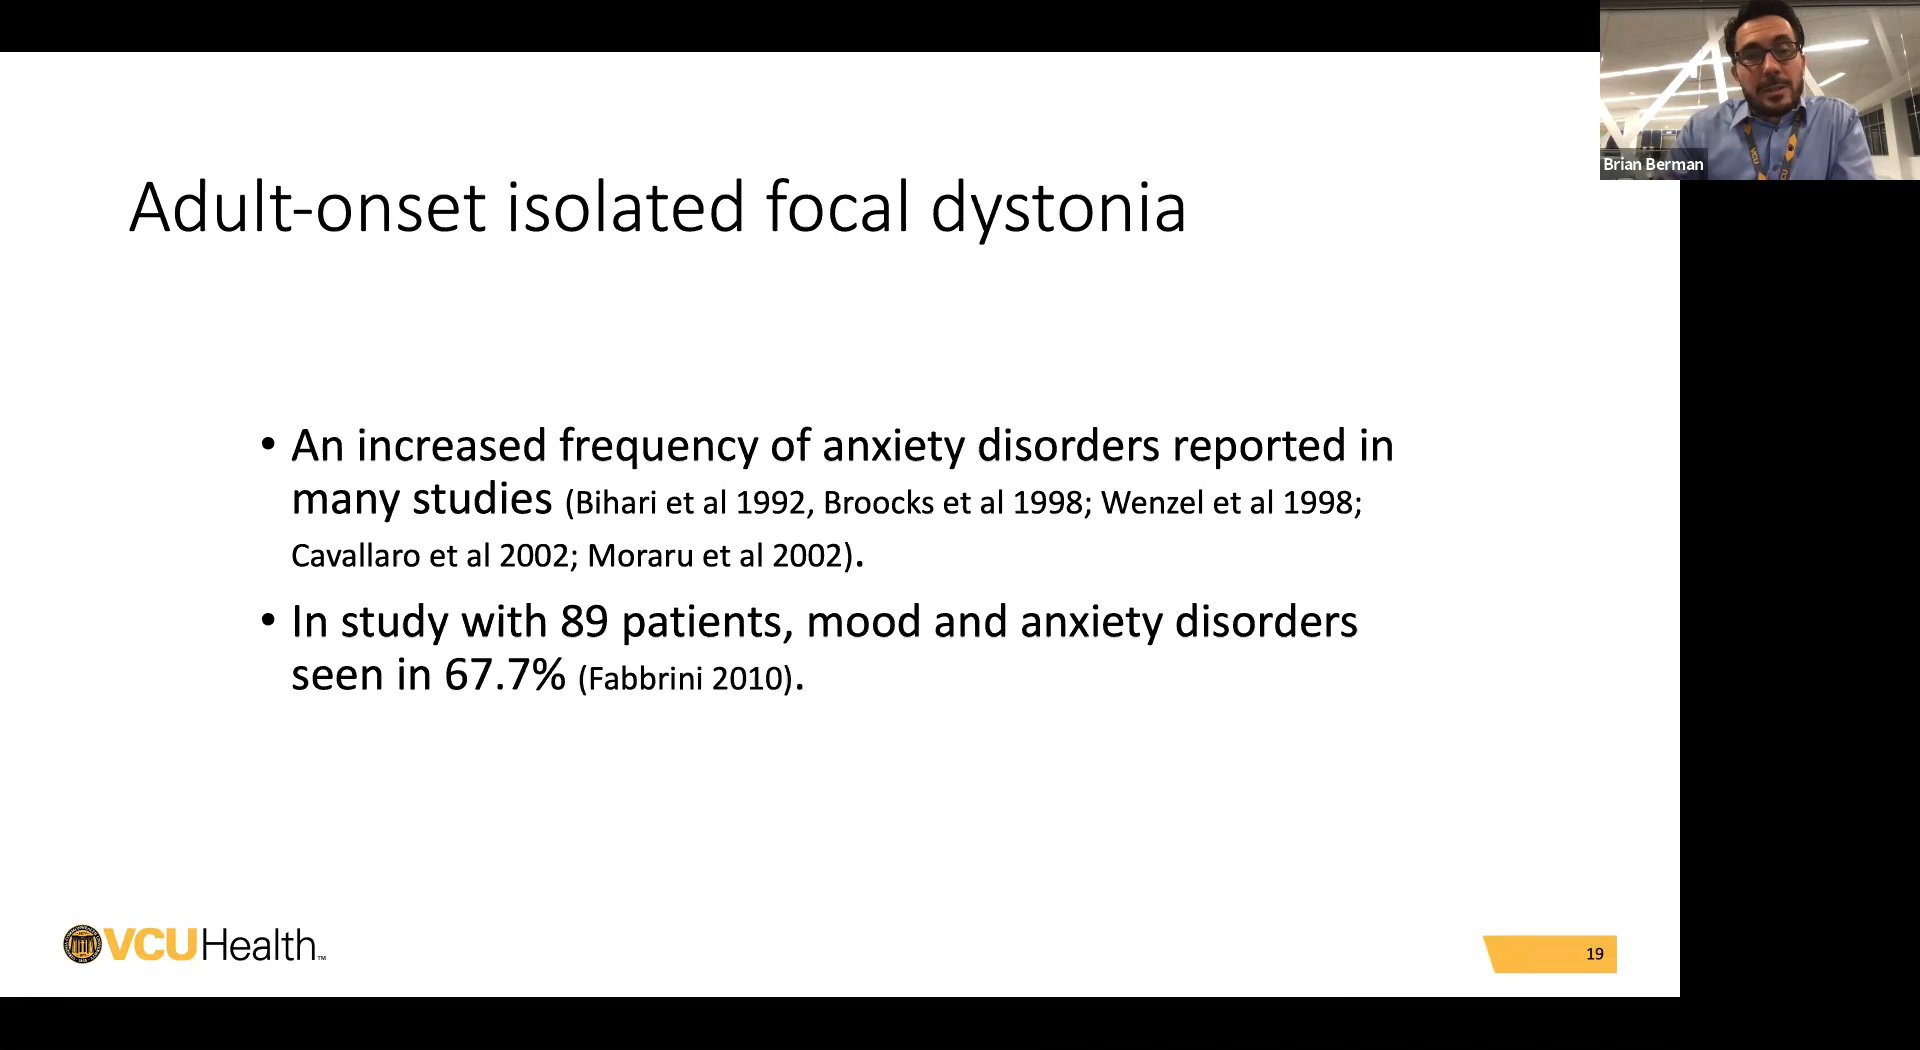 Brian Berman
Adult-onset isolated focal dystonia
• An increased frequency of anxiety disorders reported in
many studies (Bihari et al 1992, Broocks et al 1998; Wenzel et al 1998;
Cavallaro et al 2002; Moraru et al 2002).
• In study with 89 patients, mood and anxiety disorders
seen in 67.7% (Fabbrini 2010).
VCUHealth™
19
VCU